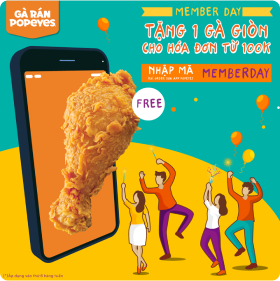 GÀ RÁN
POPEYES
MEMBER DAY
TẶNG 1 GÀ GIÒN
CHO HÓA ĐƠN TỪ 100K
NHẬP MÃ
MEMBERDAY
FREE